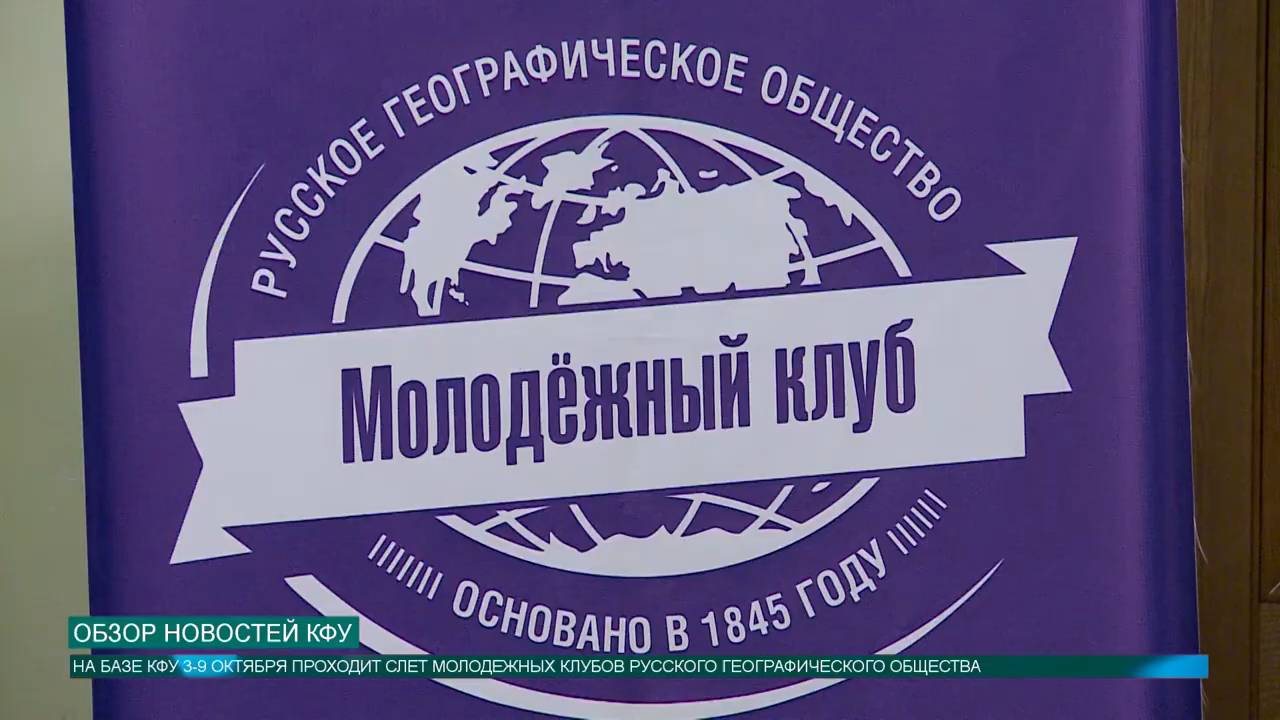 РУССКОЕ ГЕОГРАФИЧЕСКОЕ ОБЩЕСТВО
Молодёжный клуб
ОСНОВАНО В 1845 ГОДУ
ОБЗОР НОВОСТЕЙ КФУ
НА БАЗЕ КФУ 3-9 ОКТЯБРЯ ПРОХОДИТ СЛЕТ МОЛОДЕЖНЫХ КЛУБОВ РУССКОГО ГЕОГРАФИЧЕСКОГО ОБЩЕСТВА